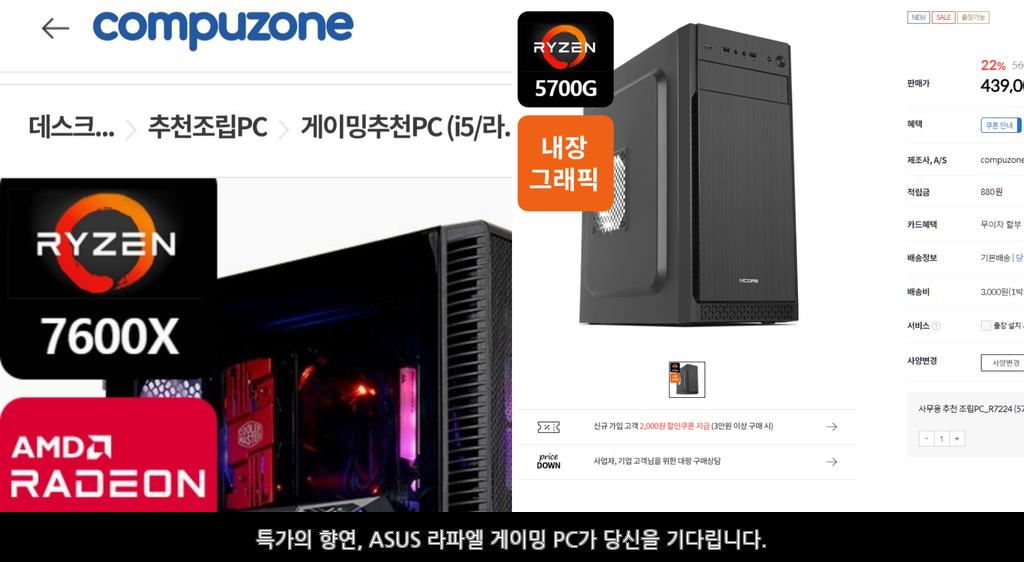 compuzone
데스크... 추천조립PC 게이밍추천PC (i5/라.
RYZEN
7600X
AMD
RADEON
COOLER MASTER
RYZEN
5700G
내장
그래픽
NCORE
신규 가입 고객 2,000원 할인쿠폰 지급 (3만원 이상 구매 시)
price
DOWN
사업자, 기업 고객님을 위한 대량 구매상담
NEW SALE 출장가능
22% 56
판매가 439,00
혜택 쿠폰 안내
제조사, A/S compuzone
적립금 880원
카드혜택 무이자 할부
배송정보 기본배송 | 당
배송비 3,000원(1박
서비스 ? 출장 설치
사양변경 사양변경
사무용 추천 조립PC_R7224 (57
- 1 +
특가의 향연, ASUS 라파엘 게이밍 PC가 당신을 기다립니다.